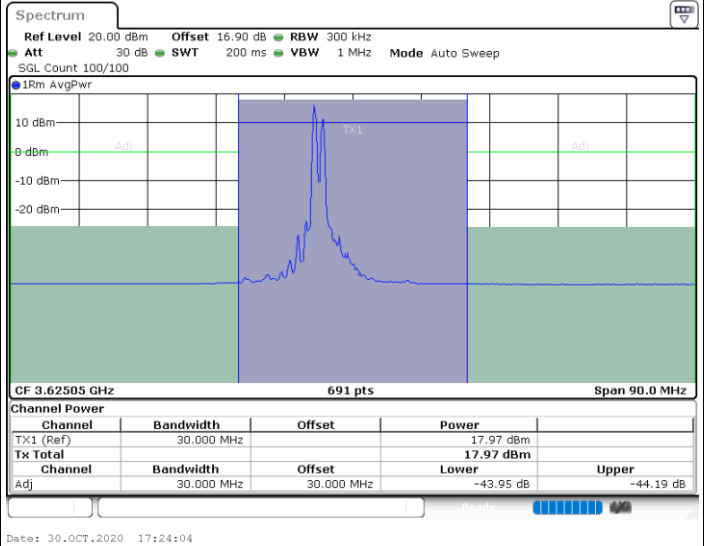 Spectrum
Ref Level 20.00 dBm Offset 16.90 dB RBW 300 kHz
Att 30 dB SWT 200 ms VBW 1 MHz Mode Auto Sweep
SGL Count 100/100
1Rm AvgPwr
10 dBm
TX1
Adj
Adj
0 dBm
-10 dBm
-20 dBm
CF 3.62505 GHz 691 pts Span 90.0 MHz
Channel Power
Channel Bandwidth Offset Power
TX1 (Ref) 30.000 MHz 17.97 dBm
Tx Total 17.97 dBm
Channel Bandwidth Offset Lower Upper
Adj 30.000 MHz 30.000 MHz -43.95 dB -44.19 dB
Ready
Date: 30.OCT.2020 17:24:04